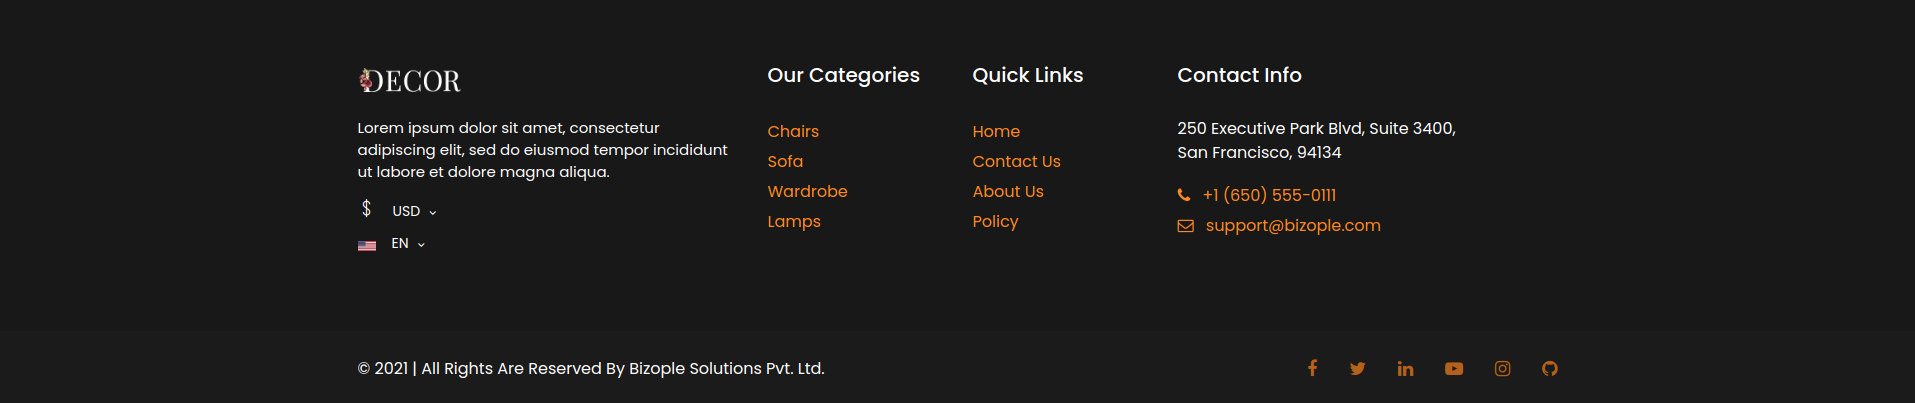 DECOR
Lorem ipsum dolor sit amet, consectetur
adipiscing elit, sed do eiusmod tempor incididunt
ut labore et dolore magna aliqua.
$ USD
EN
Our Categories
Chairs
Sofa
Wardrobe
Lamps
Quick Links
Home
Contact Us
About Us
Policy
Contact Info
250 Executive Park Blvd, Suite 3400,
San Francisco, 94134
+1 (650) 555-0111
support@bizople.com
© 2021 | All Rights Are Reserved By Bizople Solutions Pvt. Ltd.